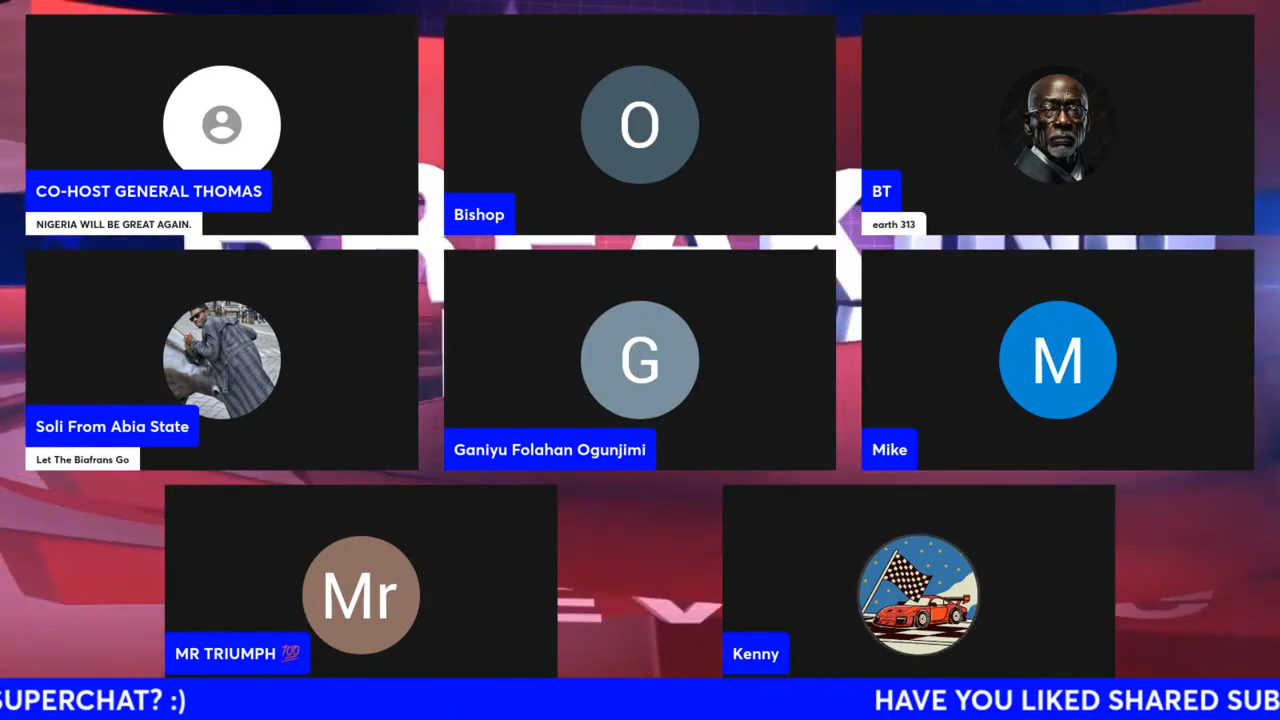 O
G
M
Mr
CO-HOST GENERAL THOMAS
NIGERIA WILL BE GREAT AGAIN.
Bishop
BT
earth 313
Soli From Abia State
Let The Biafrans Go
Ganiyu Folahan Ogunjimi
Mike
MR TRIUMPH 💯
Kenny
SUPERCHAT? :)
HAVE YOU LIKED SHARED SUB